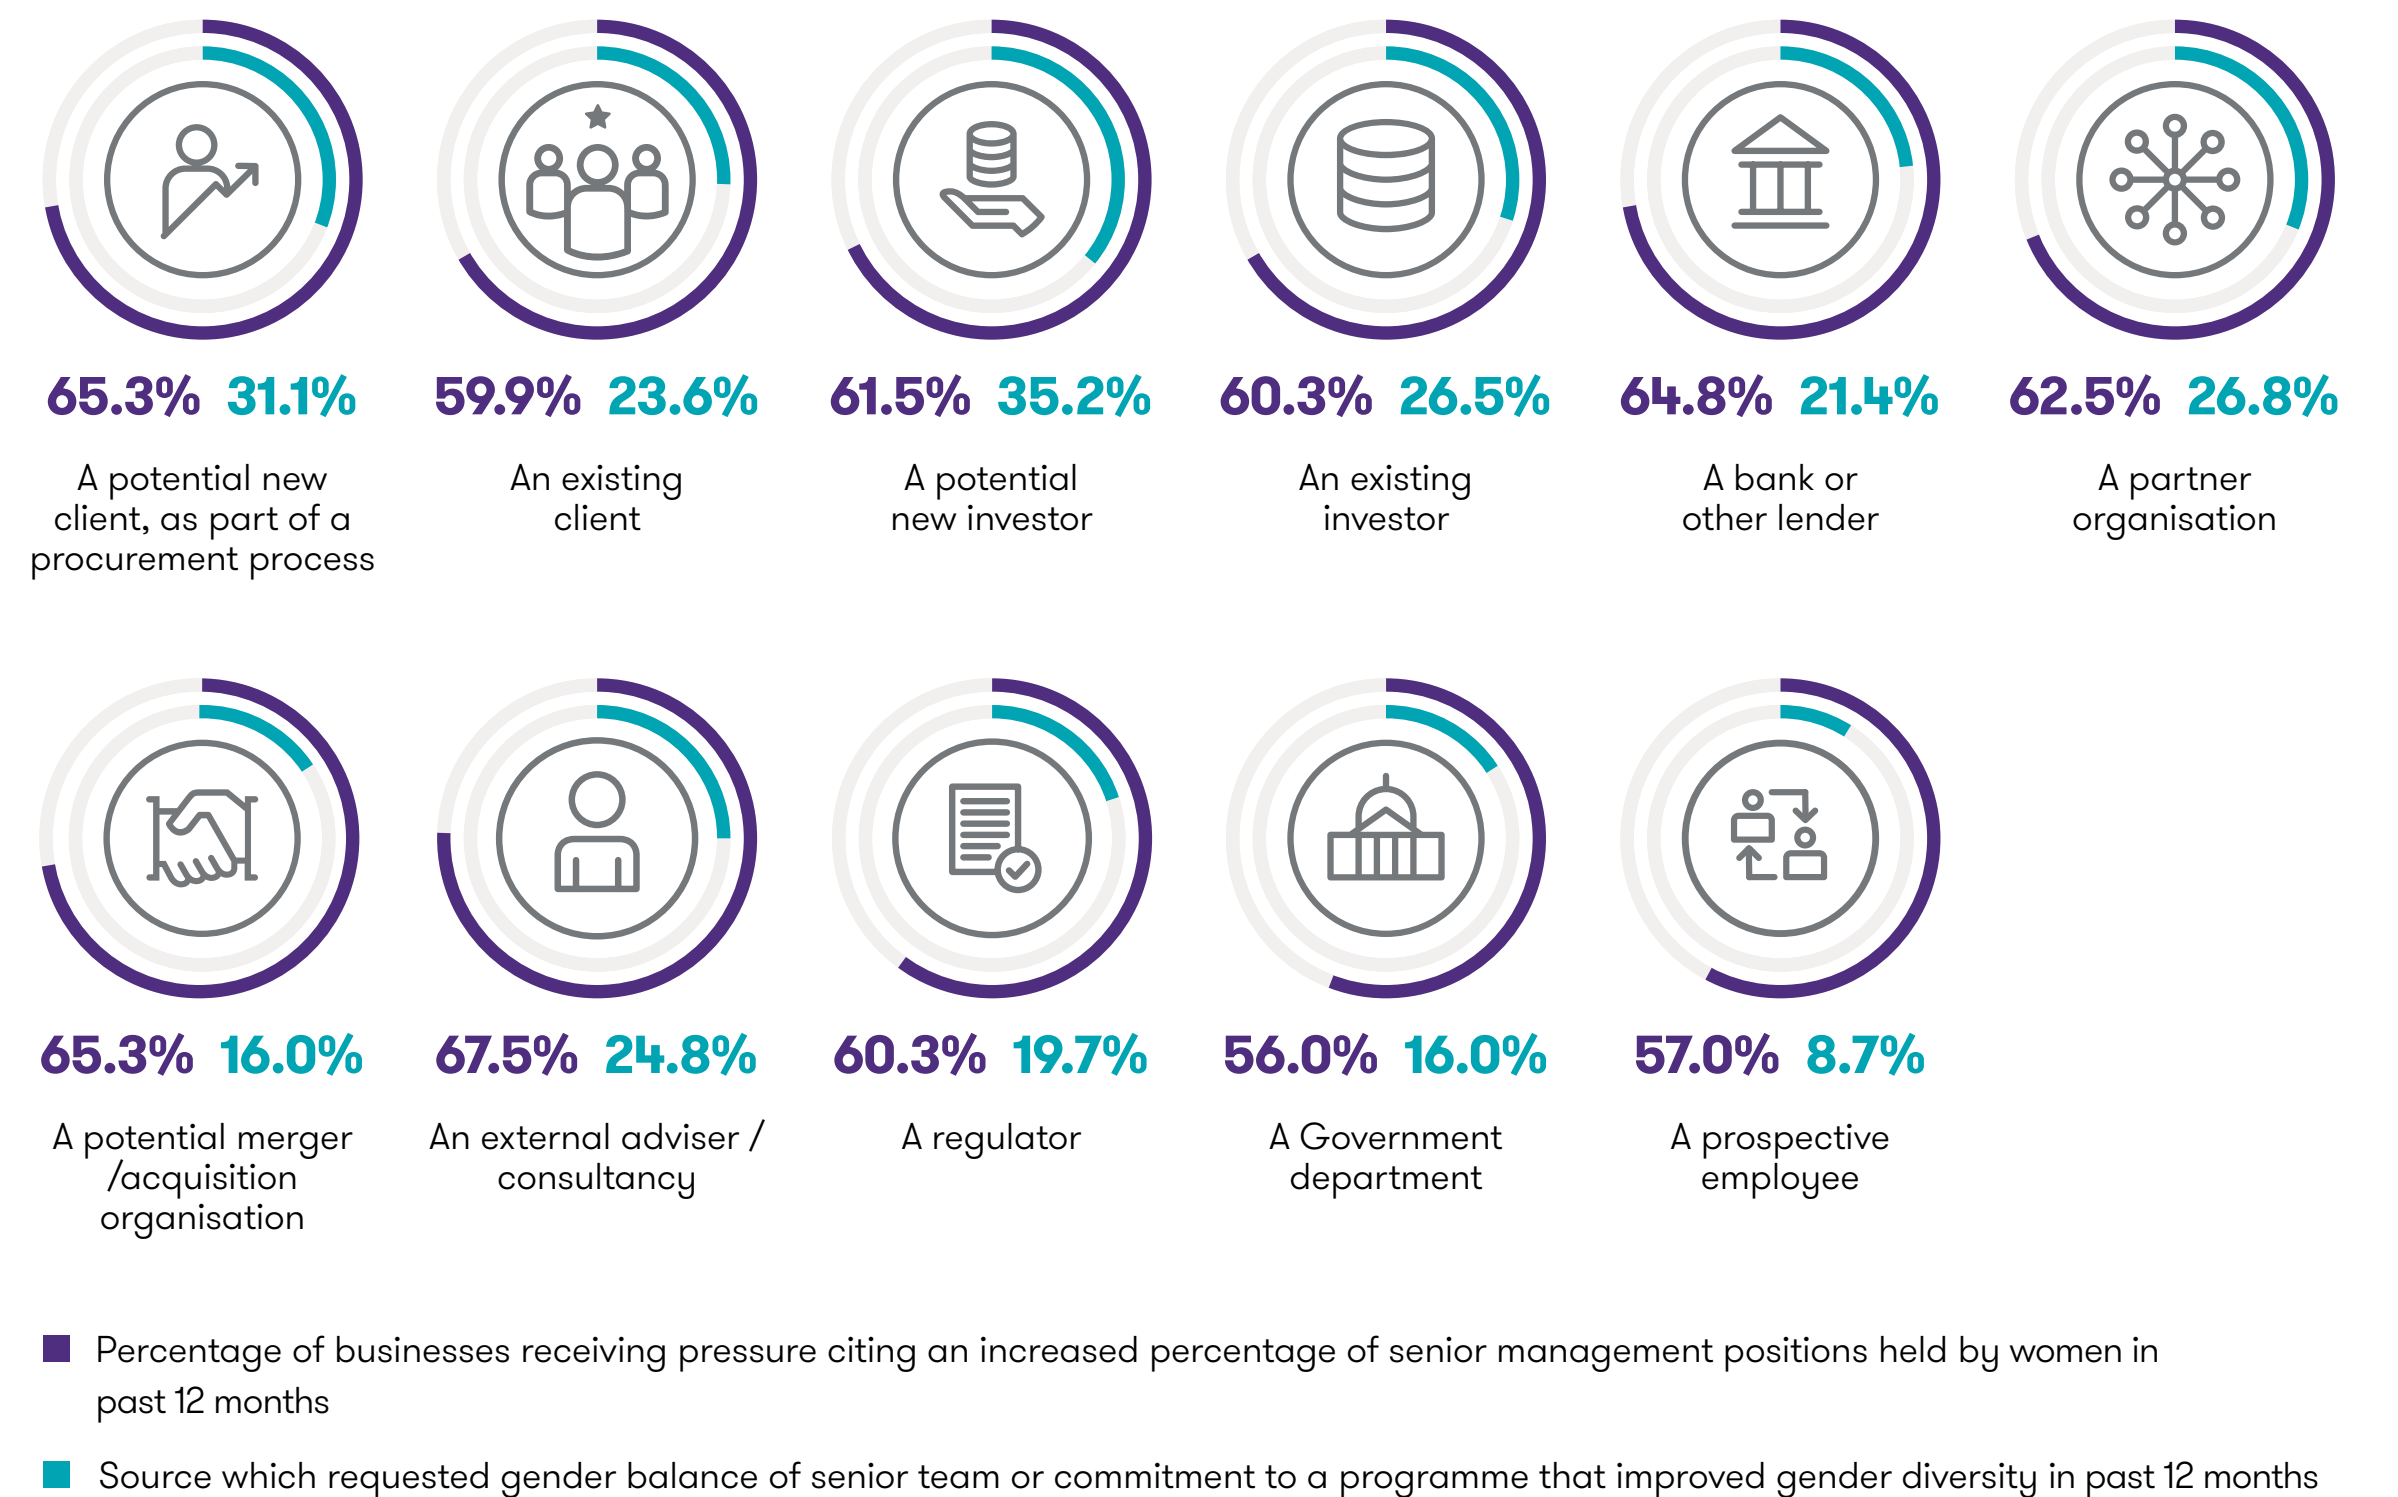 65.3% 31.1%
A potential new
client, as part of a
procurement process
59.9% 23.6%
An existing
client
61.5% 35.2%
A potential
new investor
60.3% 26.5%
An existing
investor
64.8% 21.4%
A bank or
other lender
62.5% 26.8%
A partner
organisation
65.3% 16.0%
A potential merger
/acquisition
organisation
67.5% 24.8%
An external adviser /
consultancy
60.3% 19.7%
A regulator
56.0% 16.0%
A Government
department
57.0% 8.7%
A prospective
employee
Percentage of businesses receiving pressure citing an increased percentage of senior management positions held by women in
past 12 months
Source which requested gender balance of senior team or commitment to a programme that improved gender diversity in past 12 months